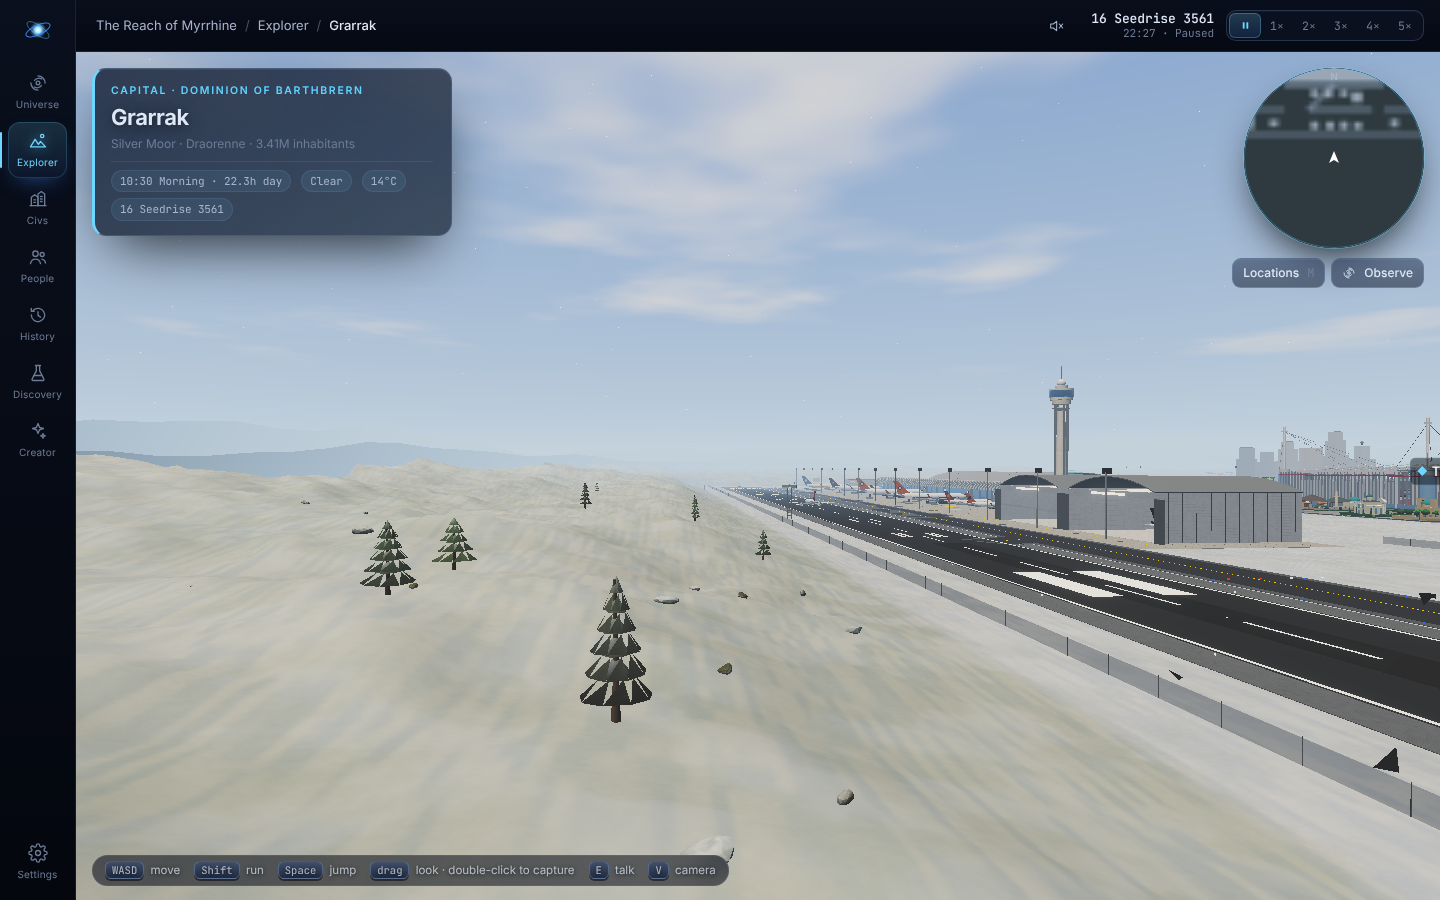 The Reach of Myrrhine / Explorer / Grarrak
16 Seedrise 3561
22:27 · Paused
1×
2×
3×
4×
5×
Universe
Explorer
Civs
People
History
Discovery
Creator
Settings
CAPITAL · DOMINION OF BARTHBRERN
Grarrak
Silver Moor · Draorenne · 3.41M inhabitants
10:30 Morning · 22.3h day
Clear
14°C
16 Seedrise 3561
N
Locations M
Observe
T
WASD move
Shift run
Space jump
drag look · double-click to capture
E talk
V camera